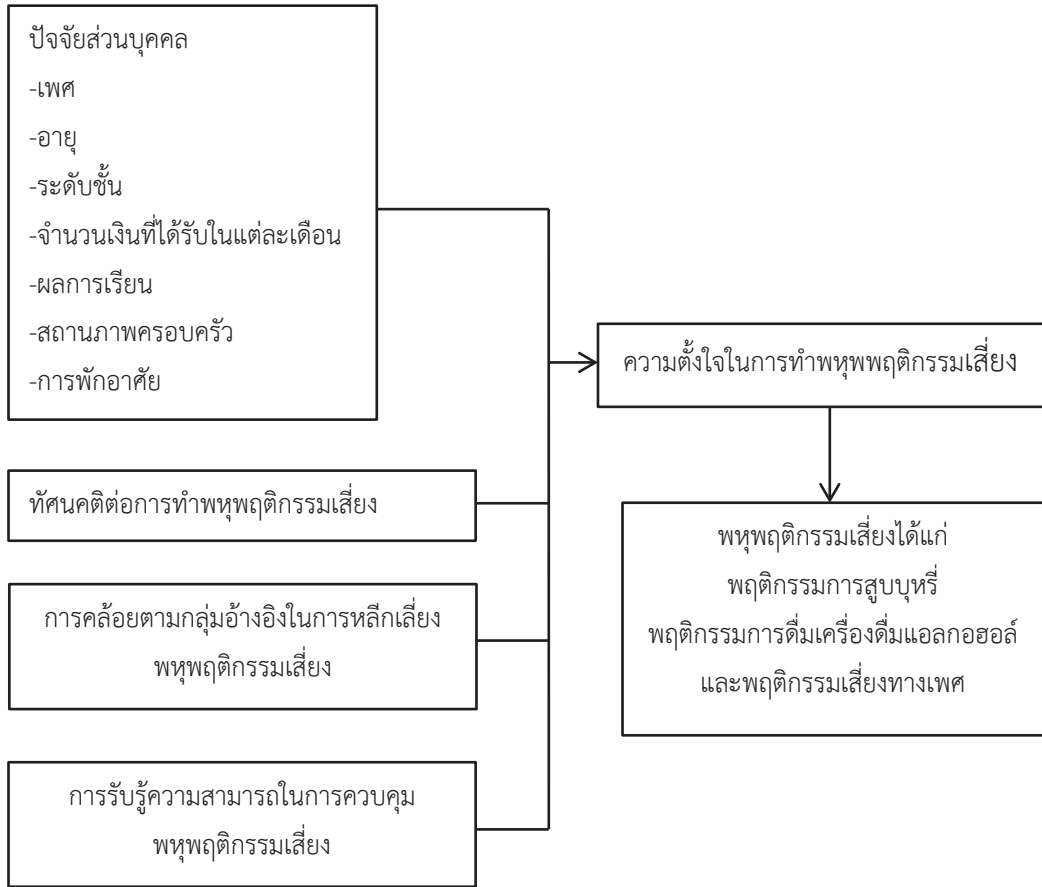 ปัจจัยส่วนบุคคล
-เพศ
-อายุ
-ระดับชั้น
-จำนวนเงินที่ได้รับในแต่ละเดือน
-ผลการเรียน
-สถานภาพครอบครัว
-การพักอาศัย
ทัศนคติต่อการทำพหุพฤติกรรมเสี่ยง
การคล้อยตามกลุ่มอ้างอิงในการหลีกเลี่ยง
พหุพฤติกรรมเสี่ยง
การรับรู้ความสามารถในการควบคุม
พหุพฤติกรรมเสี่ยง
ความตั้งใจในการทำพหุพพฤติกรรมเสี่ยง
พหุพฤติกรรมเสี่ยงได้แก่
พฤติกรรมการสูบบุหรี่
พฤติกรรมการดื่มเครื่องดื่มแอลกอฮอล์
และพฤติกรรมเสี่ยงทางเพศ